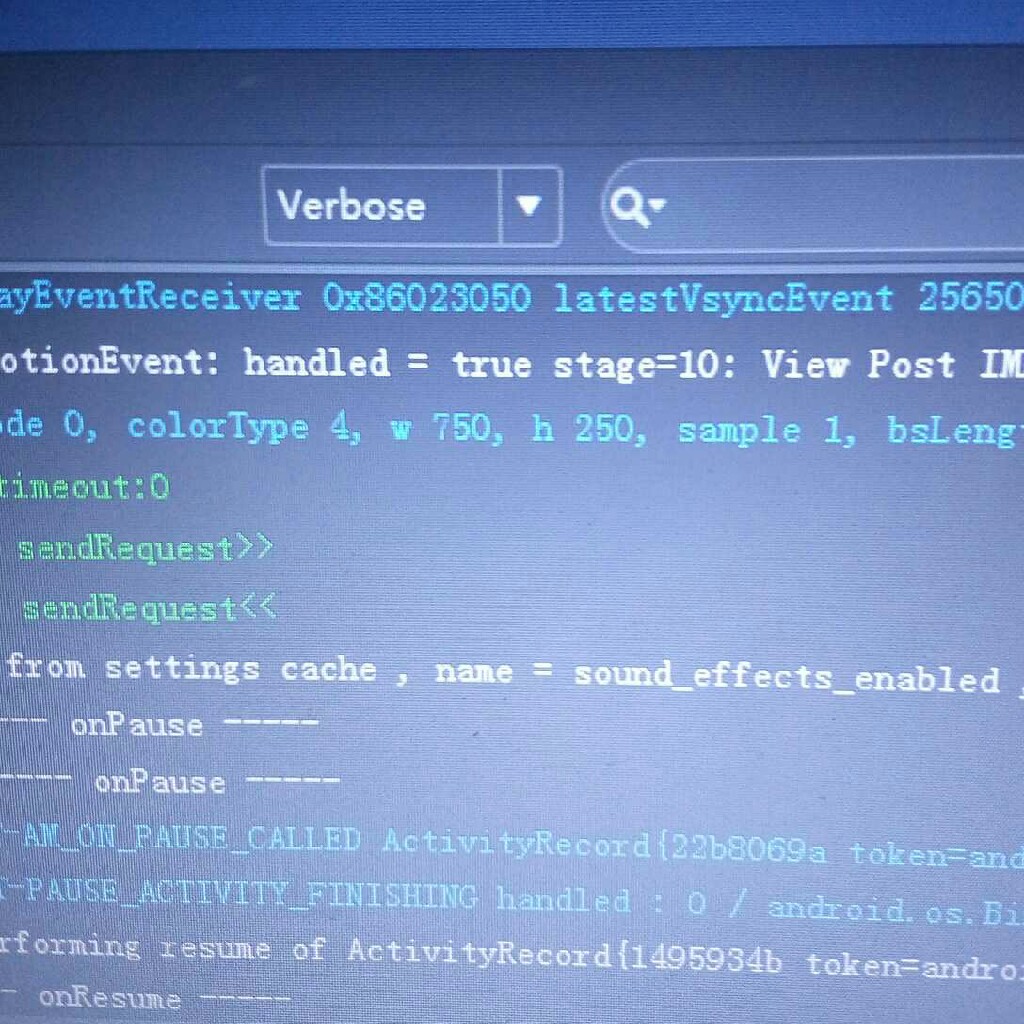 Verbose
ayEventReceiver 0x86023050 latestVsyncEvent 25650
otionEvent: handled = true stage=10: View Post IM
de 0, colorType 4, w 750, h 250, sample 1, bsLeng
timeout:0
sendRequest>>
sendRequest<<
from settings cache , name = sound_effects_enabled ,
--- onPause -----
---- onPause -----
T-AM_ON_PAUSE_CALLED ActivityRecord{22b8069a token=and
T-PAUSE_ACTIVITY_FINISHING handled : 0 / android.os.Bi
rforming resume of ActivityRecord{1495934b token=andro
- onResume -----